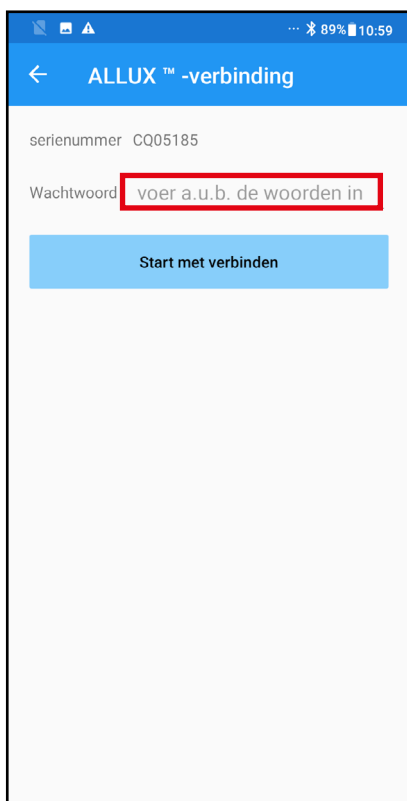 ... 89% 10:59
ALLUX ™ -verbinding
serienummer CQ05185
Wachtwoord voer a.u.b. de woorden in
Start met verbinden